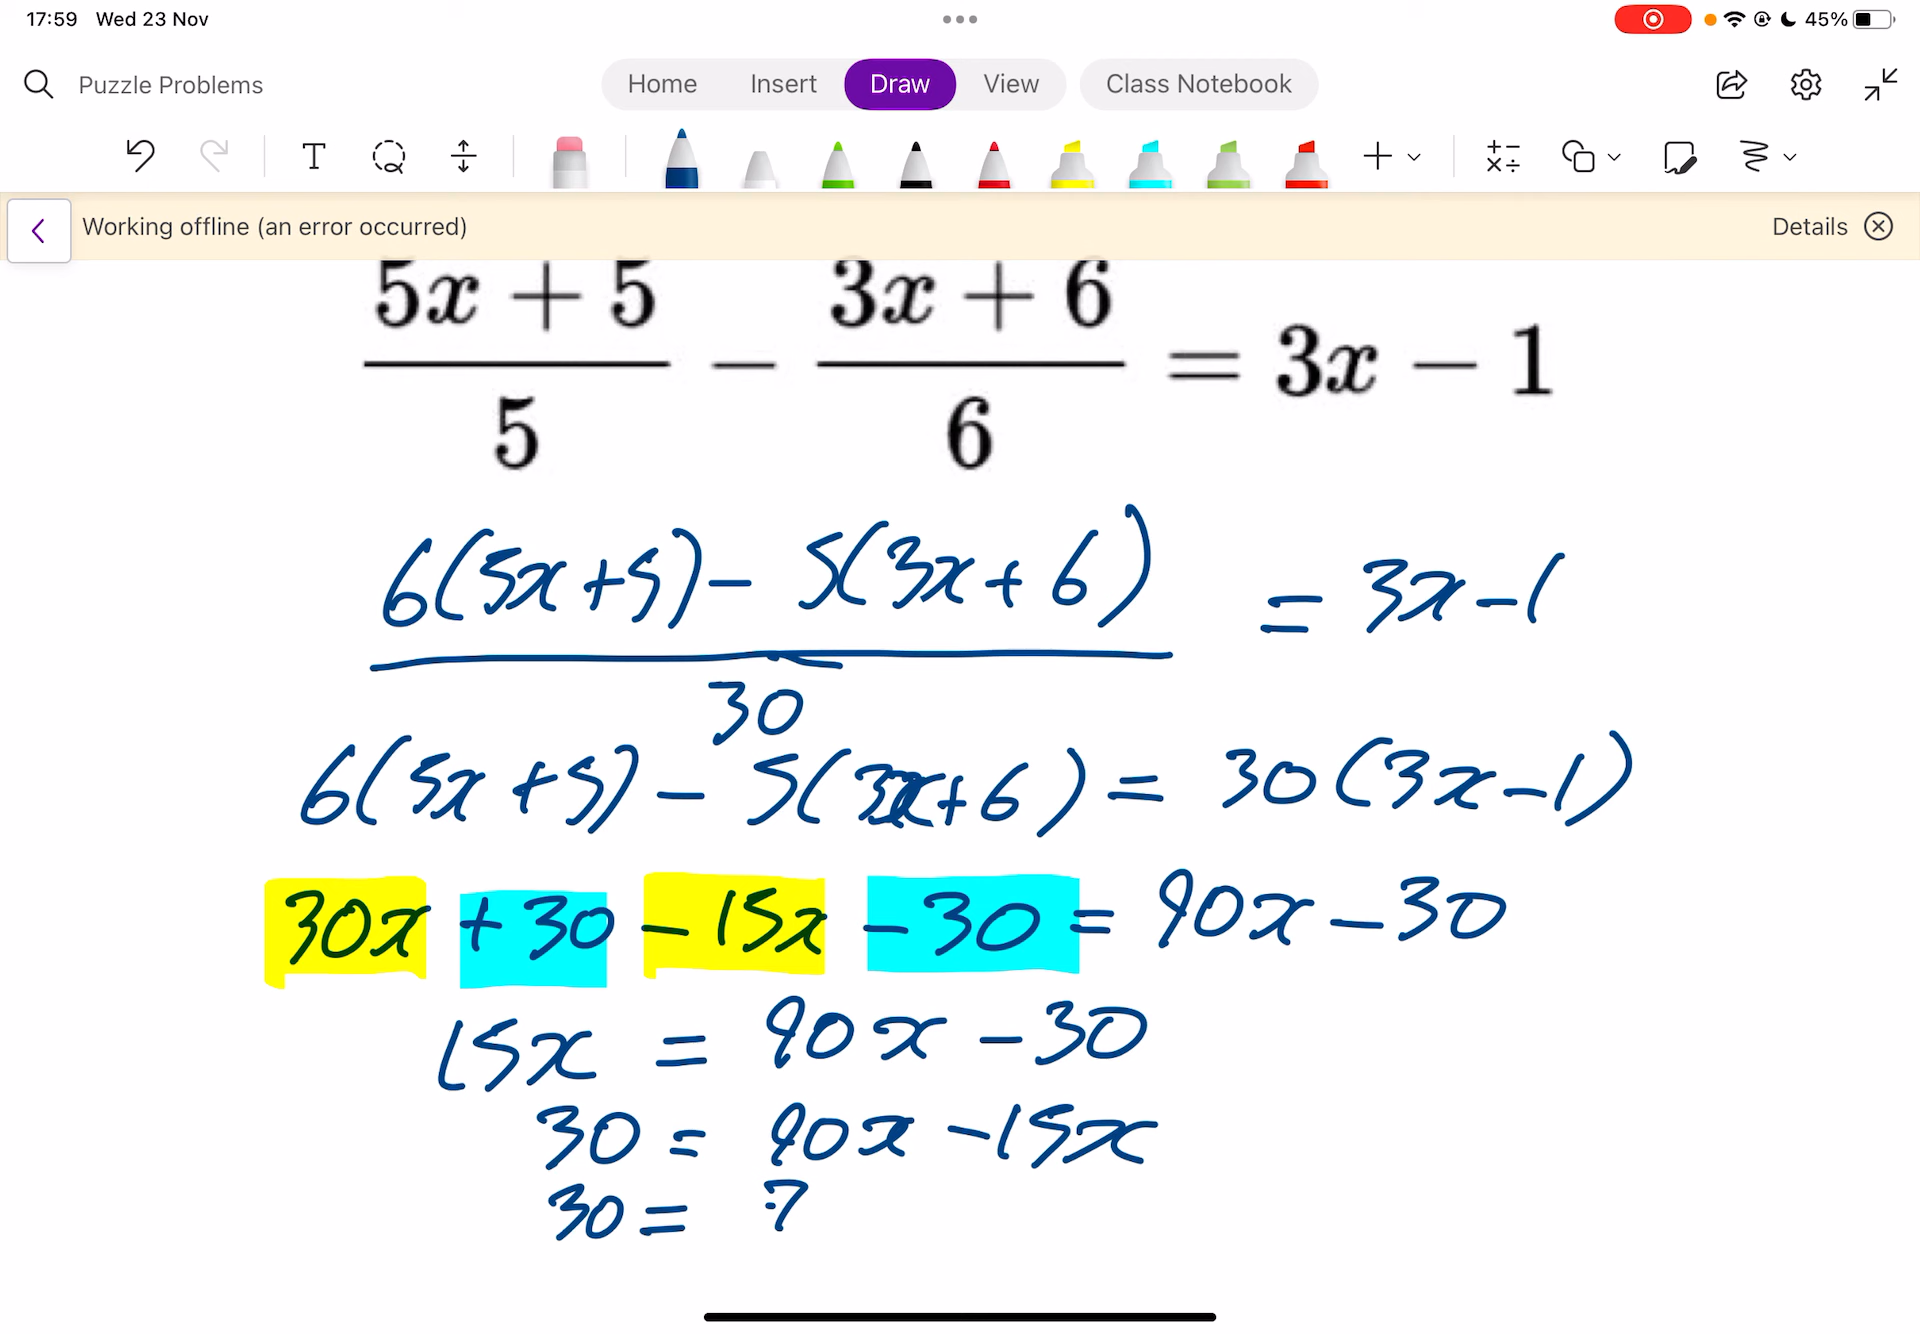 17:59 Wed 23 Nov 45%
Puzzle Problems Home Insert Draw View Class Notebook
T
Working offline (an error occurred) Details
5x + 5 3x + 6
— = 3x − 1
5 6
6(5x+5) − 5(3x+6) = 3x−1
30
6(5x+5) − 5(3x+6) = 30(3x−1)
30x + 30 − 15x − 30 = 90x − 30
15x = 90x − 30
30 = 90x − 15x
30 = 7